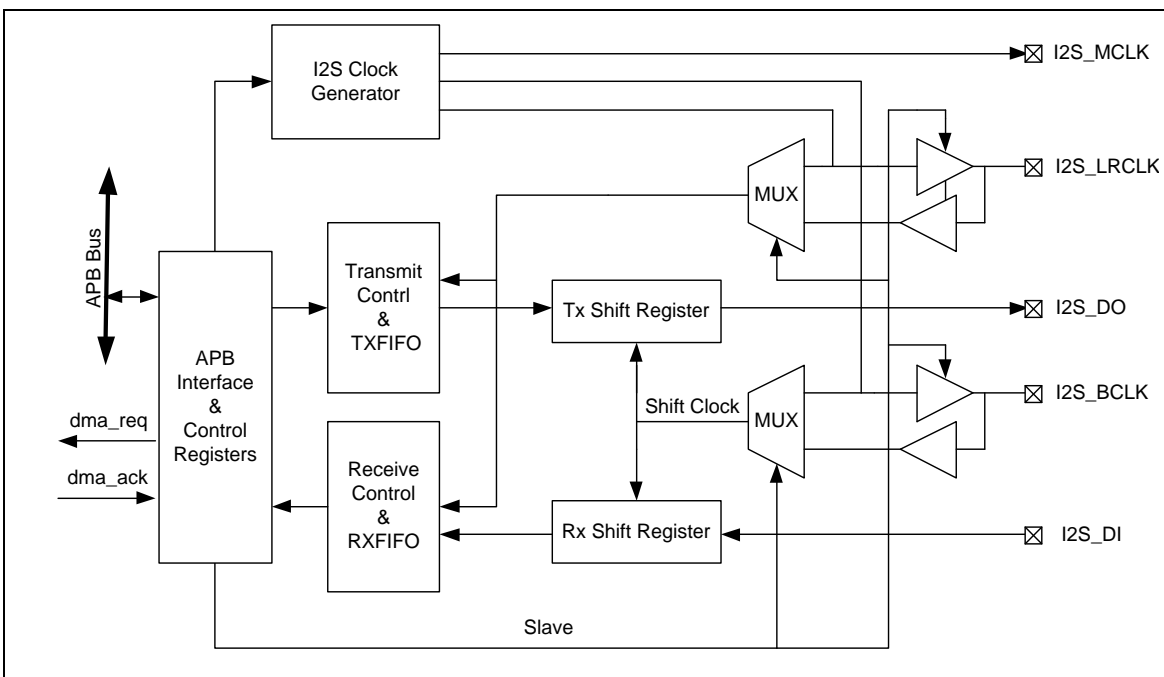 I2S Clock
Generator
I2S_MCLK
I2S_LRCLK
MUX
APB Bus
Transmit
Contrl
&
TXFIFO
Tx Shift Register
I2S_DO
APB
Interface
&
Control
Registers
dma_req
dma_ack
Shift Clock
MUX
I2S_BCLK
Receive
Control
&
RXFIFO
Rx Shift Register
I2S_DI
Slave